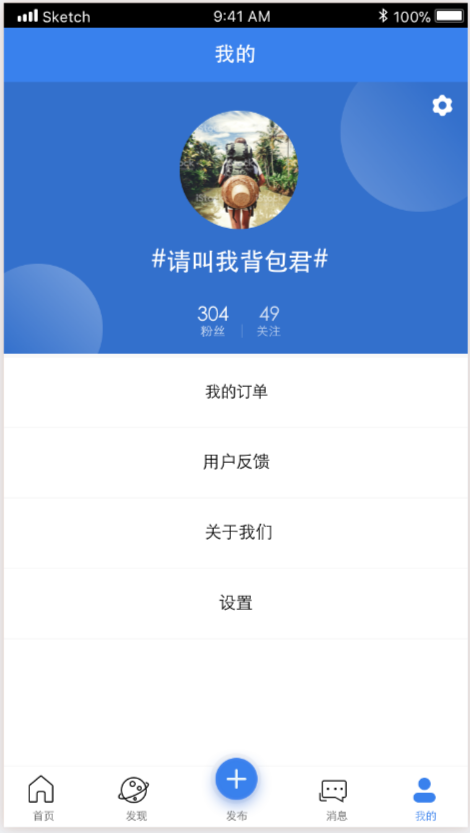 Sketch 9:41 AM 100%
我的
#请叫我背包君#
304 49
粉丝 关注
我的订单
用户反馈
关于我们
设置
首页 发现 发布 消息 我的